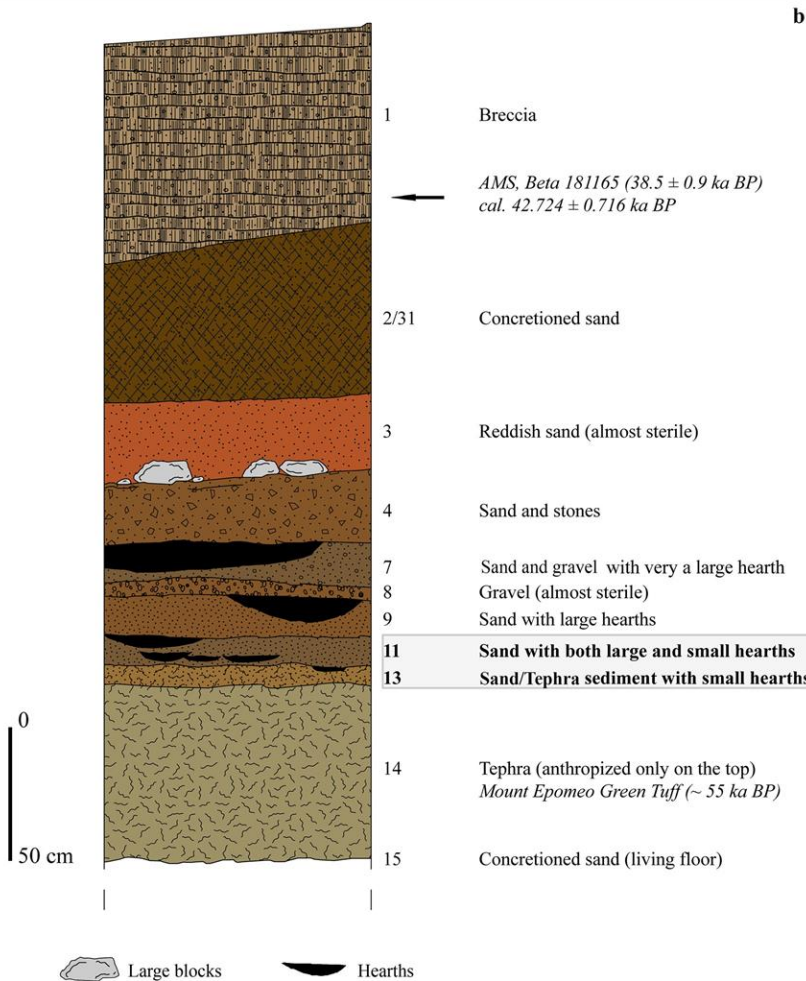 b
1 Breccia
AMS, Beta 181165 (38.5 ± 0.9 ka BP)
cal. 42.724 ± 0.716 ka BP
2/31 Concretioned sand
3 Reddish sand (almost sterile)
4 Sand and stones
7 Sand and gravel with very a large hearth
8 Gravel (almost sterile)
9 Sand with large hearths
11 Sand with both large and small hearths
13 Sand/Tephra sediment with small hearths
0
14 Tephra (anthropized only on the top)
Mount Epomeo Green Tuff (~ 55 ka BP)
50 cm
15 Concretioned sand (living floor)
Large blocks
Hearths